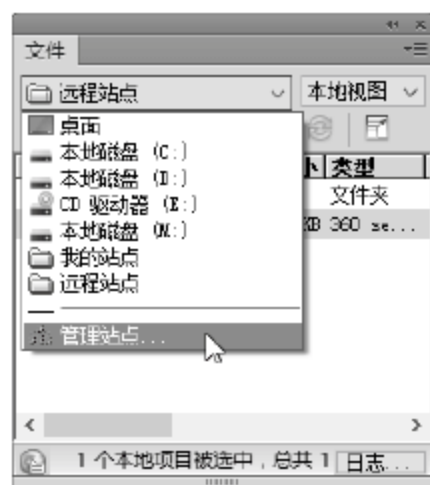 文件
远程站点 本地视图
桌面
本地磁盘 (C:)
小 类型
本地磁盘 (D:)
文件夹
CD 驱动器 (E:)
本地磁盘 (M:)
KB 360 se...
我的站点
远程站点
管理站点...
1 个本地项目被选中，总共 1 日志...